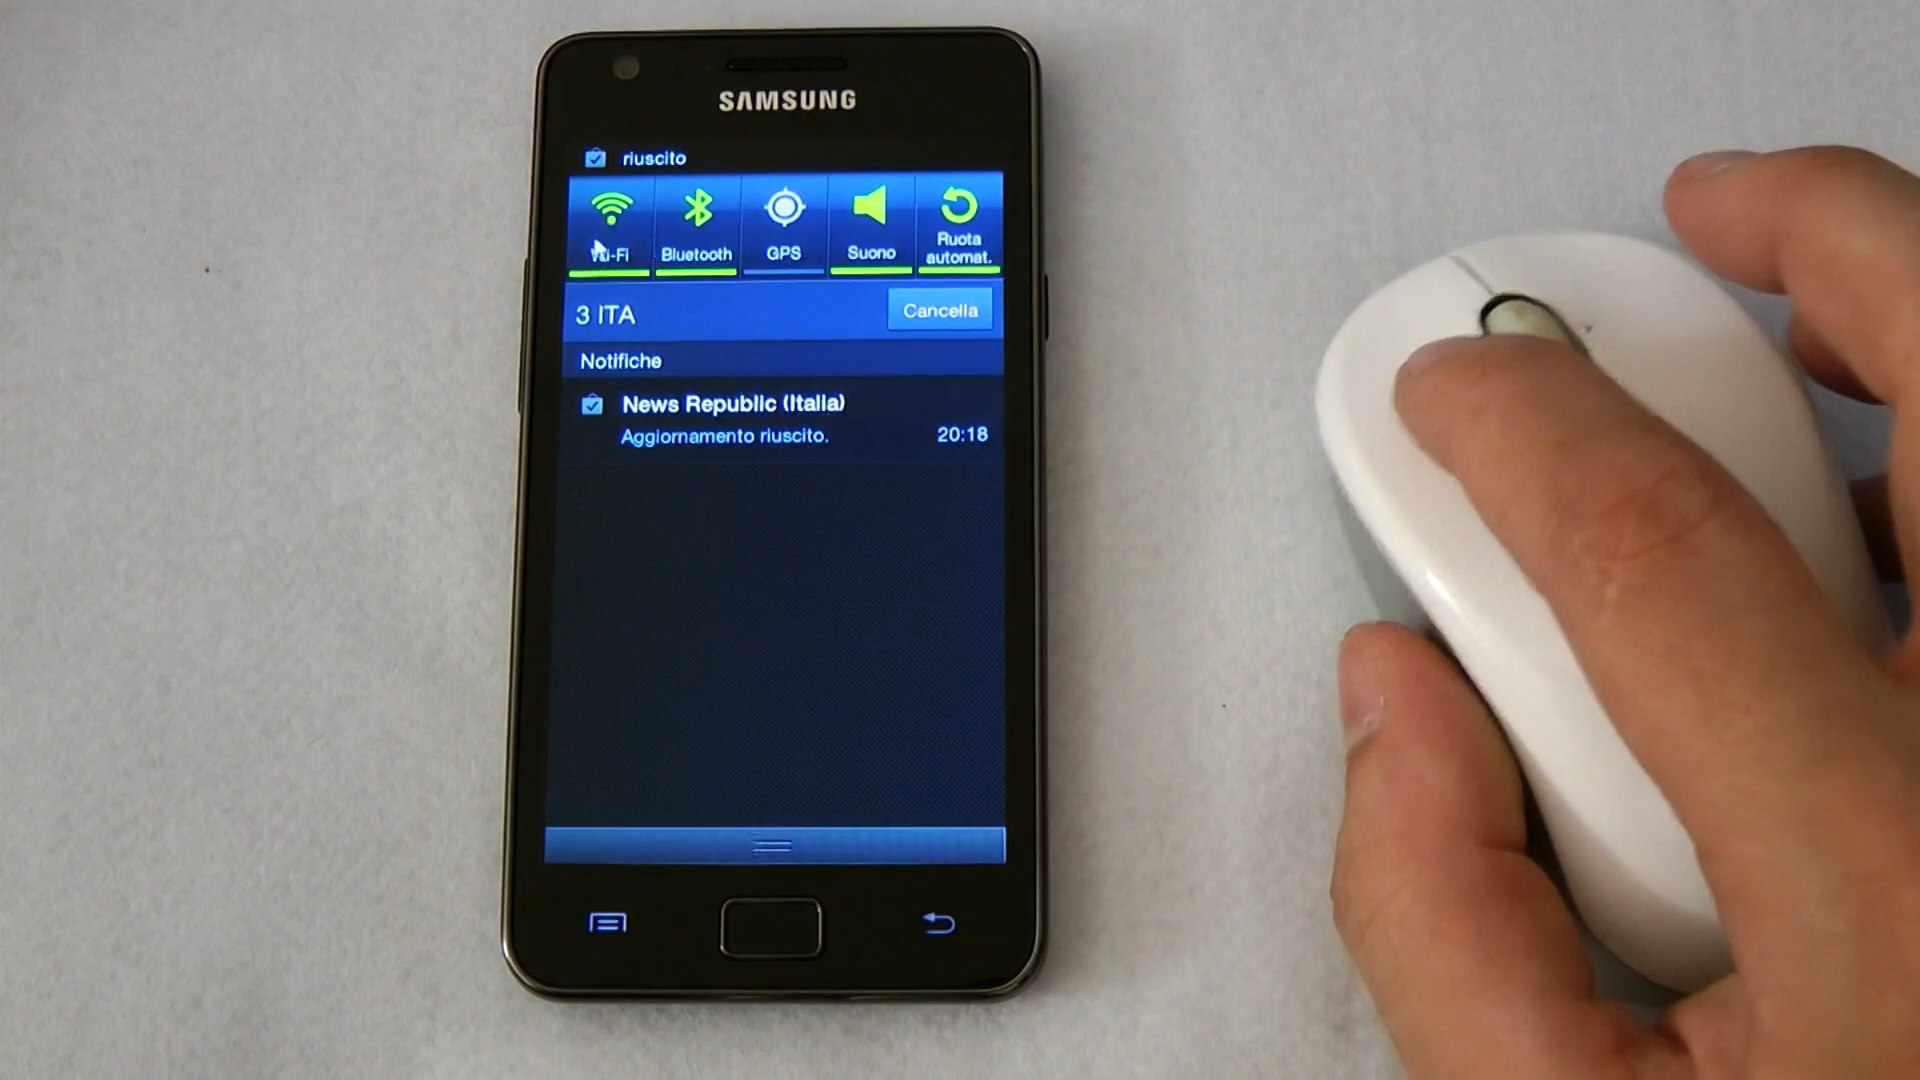 SAMSUNG
riuscito
Wi-Fi
Bluetooth
GPS
Suono
Ruota
automat.
3 ITA
Cancella
Notifiche
News Republic (Italia)
Aggiornamento riuscito.
20:18